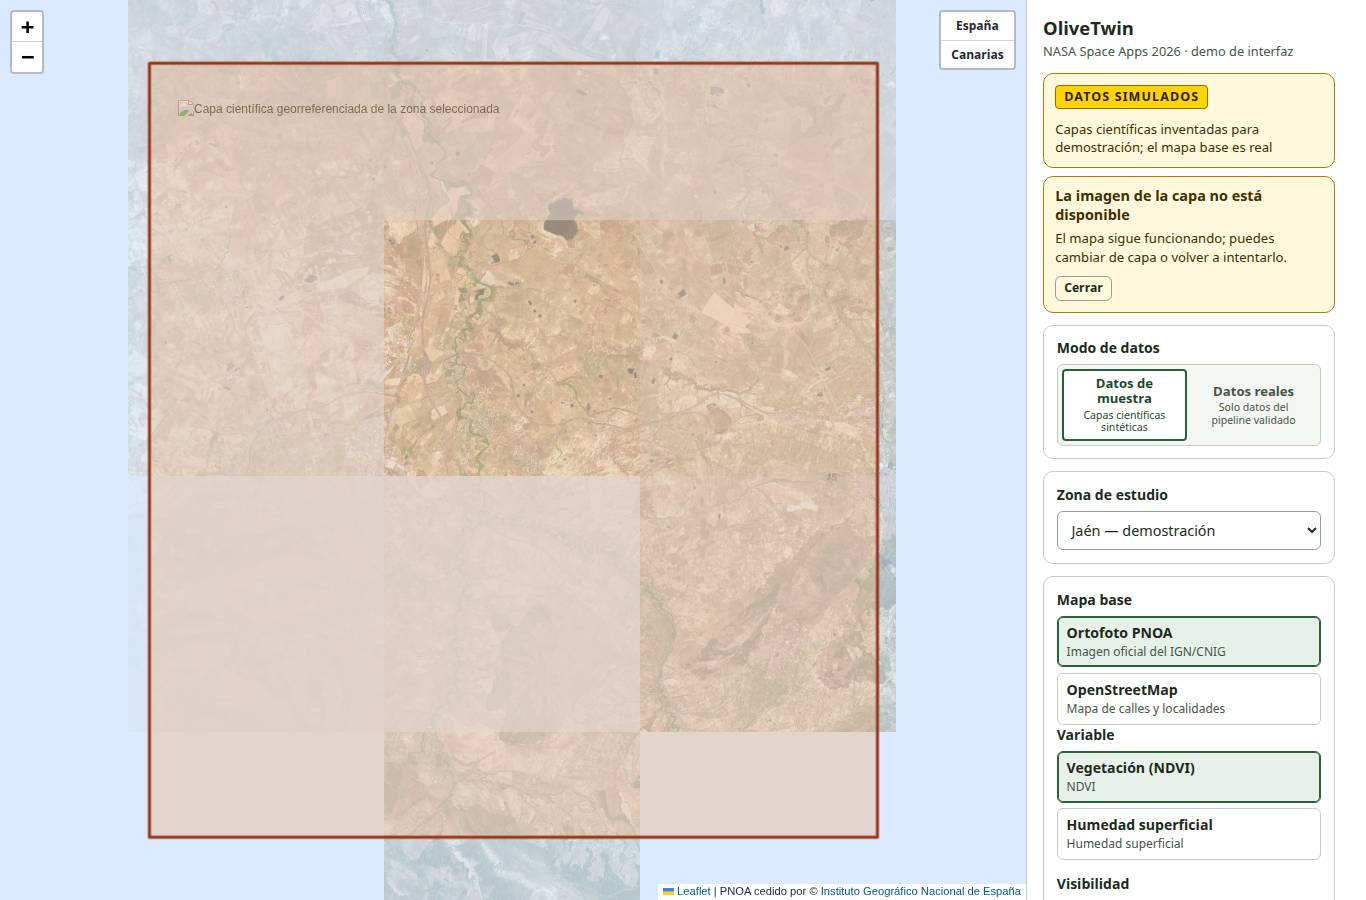 +
−
España
Canarias
Capa científica georreferenciada de la zona seleccionada
Leaflet | PNOA cedido por © Instituto Geográfico Nacional de España
OliveTwin
NASA Space Apps 2026 · demo de interfaz
DATOS SIMULADOS
Capas científicas inventadas para
demostración; el mapa base es real
La imagen de la capa no está
disponible
El mapa sigue funcionando; puedes
cambiar de capa o volver a intentarlo.
Cerrar
Modo de datos
Datos de
muestra
Capas científicas
sintéticas
Datos reales
Solo datos del
pipeline validado
Zona de estudio
Jaén — demostración
Mapa base
Ortofoto PNOA
Imagen oficial del IGN/CNIG
OpenStreetMap
Mapa de calles y localidades
Variable
Vegetación (NDVI)
NDVI
Humedad superficial
Humedad superficial
Visibilidad